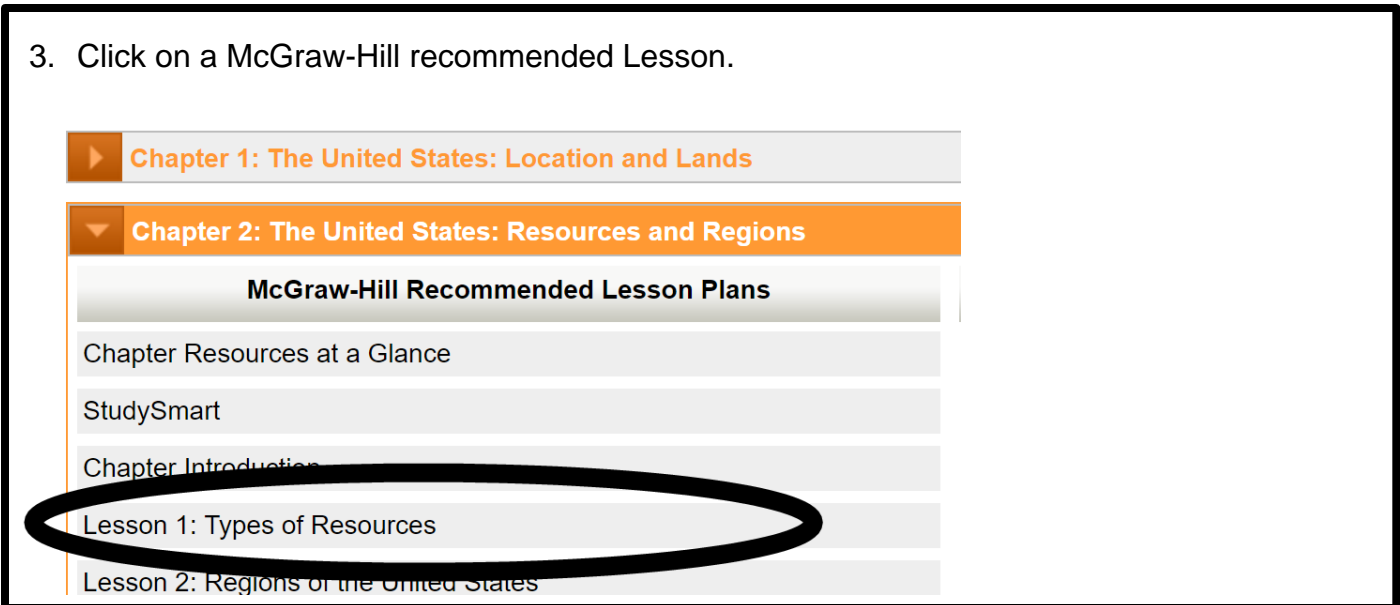 3. Click on a McGraw-Hill recommended Lesson.
Chapter 1: The United States: Location and Lands
Chapter 2: The United States: Resources and Regions
McGraw-Hill Recommended Lesson Plans
Chapter Resources at a Glance
StudySmart
Chapter Introduction
Lesson 1: Types of Resources
Lesson 2: Regions of the United States